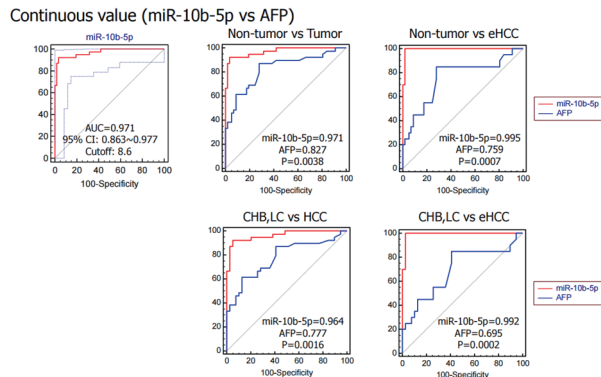 Continuous value (miR-10b-5p vs AFP)
miR-10b-5p
100
80
60
40
20
0
AUC=0.971
95% CI: 0.863~0.977
Cutoff: 8.6
0 20 40 60 80 100
100-Specificity
Non-tumor vs Tumor
100
80
60
40
20
0
miR-10b-5p=0.971
AFP=0.827
P=0.0038
0 20 40 60 80 100
100-Specificity
Non-tumor vs eHCC
100
80
60
40
20
0
miR-10b-5p=0.995
AFP=0.759
P=0.0007
0 20 40 60 80 100
100-Specificity
miR-10b-5p
AFP
CHB,LC vs HCC
100
80
60
40
20
0
miR-10b-5p=0.964
AFP=0.777
P=0.0016
0 20 40 60 80 100
100-Specificity
CHB,LC vs eHCC
100
80
60
40
20
0
miR-10b-5p=0.992
AFP=0.695
P=0.0002
0 20 40 60 80 100
100-Specificity
miR-10b-5p
AFP